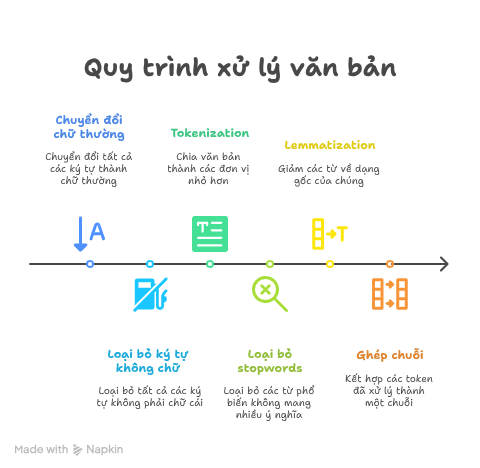 Quy trình xử lý văn bản
Chuyển đổi
chữ thường
Chuyển đổi tất cả
các ký tự thành
chữ thường
Tokenization
Chia văn bản
thành các đơn vị
nhỏ hơn
Lemmatization
Giảm các từ về dạng
gốc của chúng
A
T
T
Loại bỏ ký tự
không chữ
Loại bỏ tất cả các ký
tự không phải chữ cái
Loại bỏ
stopwords
Loại bỏ các từ phổ
biến không mang
nhiều ý nghĩa
Ghép chuỗi
Kết hợp các token
đã xử lý thành
một chuỗi
Made with Napkin